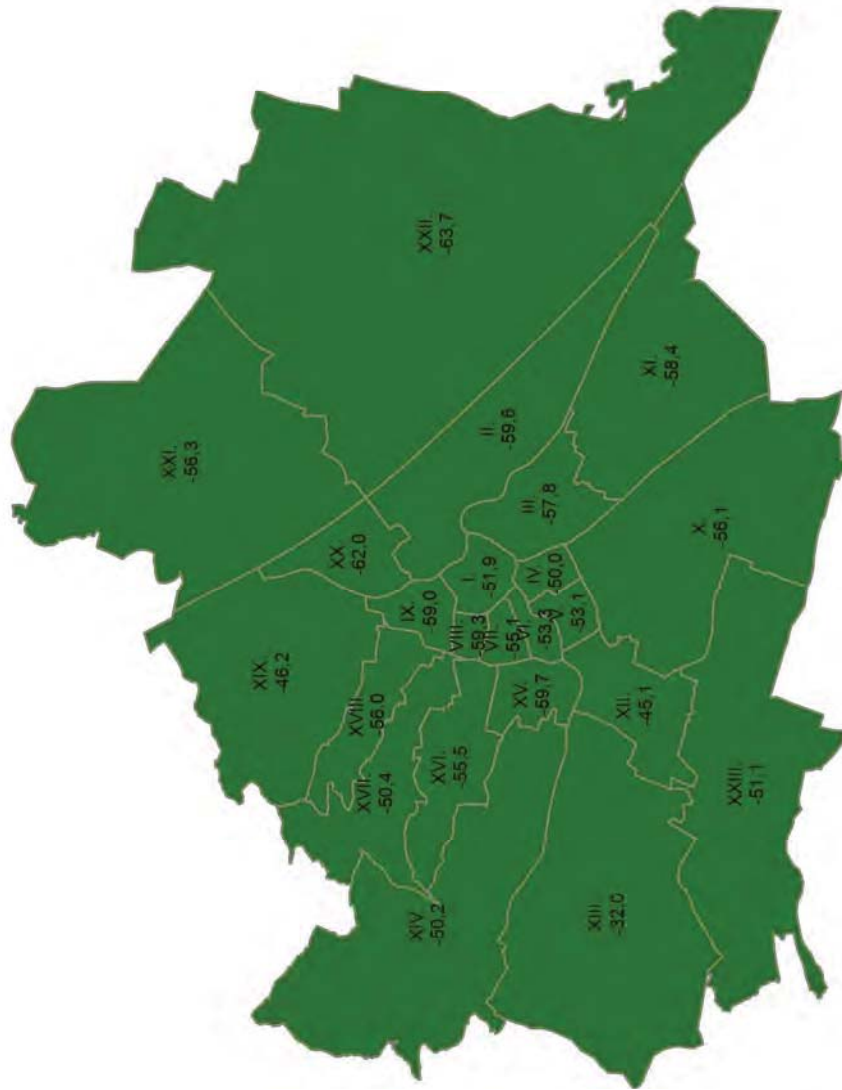 XXI.
-56,3
XIX.
-46,2
XX.
-62,0
XVIII.
-56,0
XVII.
-50,4
IX.
-59,0
XIV.
-50,2
XXII.
-63,7
XVI.
-55,5
VIII.
-59,3
I.
-51,9
II.
-59,6
VII.
-55,1
XV.
-59,7
VI.
-53,3
III.
-57,8
IV.
-50,0
V.
-53,1
XIII.
-32,0
XII.
-45,1
XI.
-58,4
X.
-56,1
XXIII.
-51,1